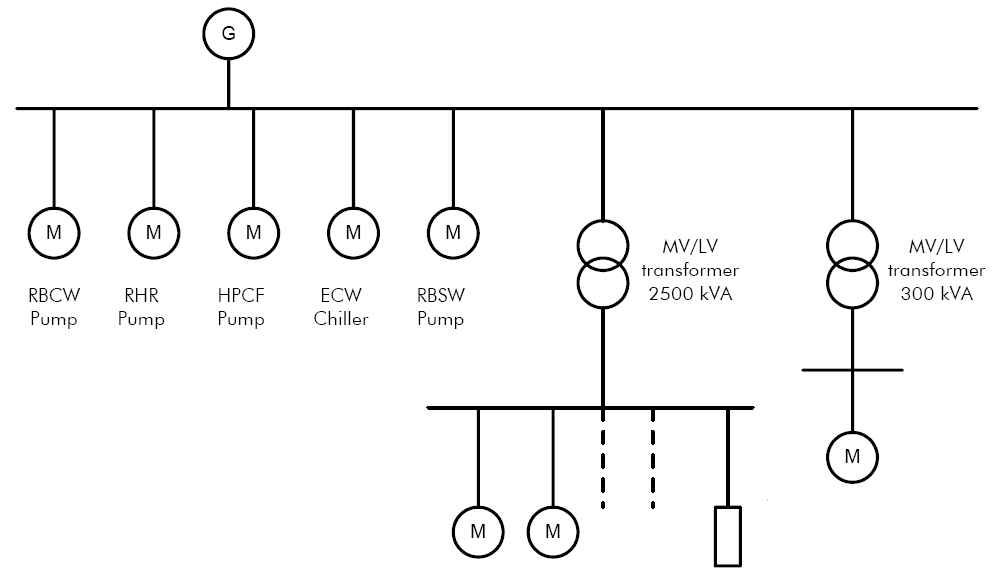 G
M
M
M
M
M
RBCW
Pump
RHR
Pump
HPCF
Pump
ECW
Chiller
RBSW
Pump
MV/LV
transformer
2500 kVA
MV/LV
transformer
300 kVA
M
M
M